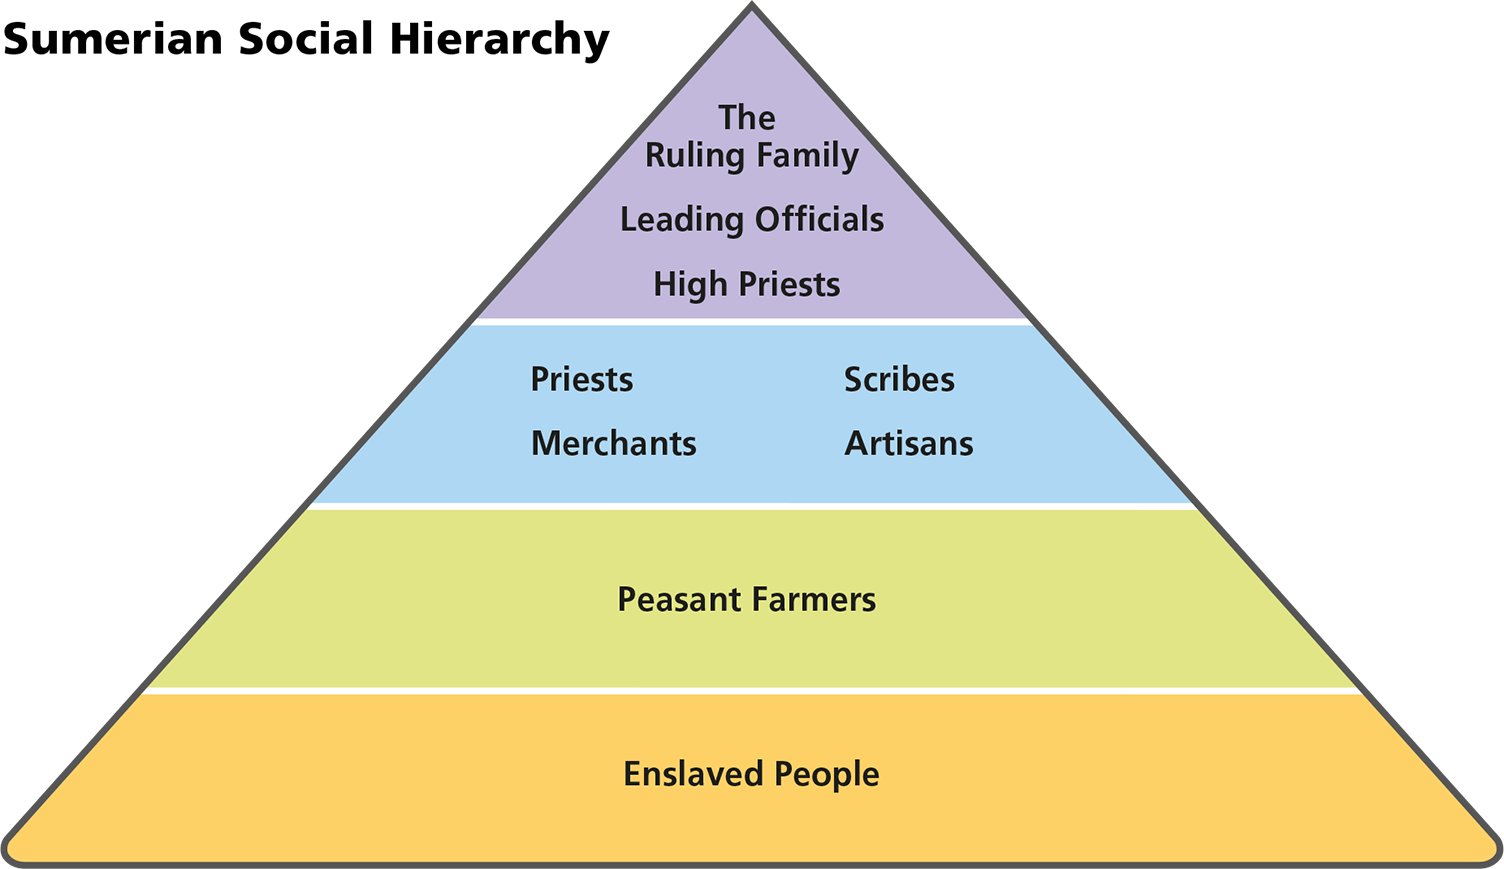 Sumerian Social Hierarchy
The
Ruling Family
Leading Officials
High Priests
Priests Scribes
Merchants Artisans
Peasant Farmers
Enslaved People